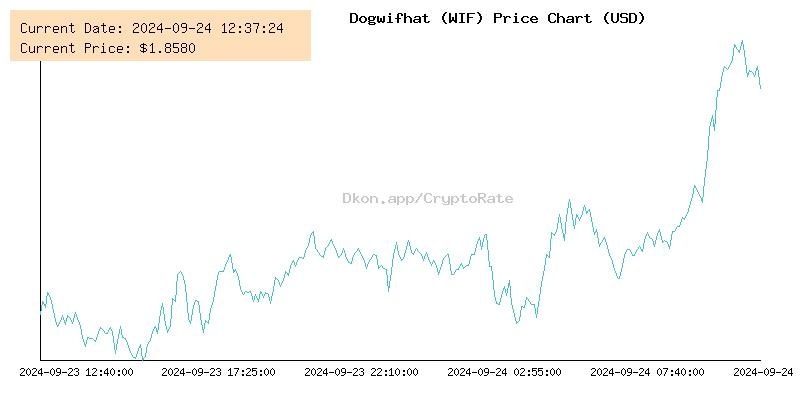 Dogwifhat (WIF) Price Chart (USD)
Current Date: 2024-09-24 12:37:24
Current Price: $1.8580
Dkon.app/CryptoRate
2024-09-23 12:40:00 2024-09-23 17:25:00 2024-09-23 22:10:00 2024-09-24 02:55:00 2024-09-24 07:40:00 2024-09-24